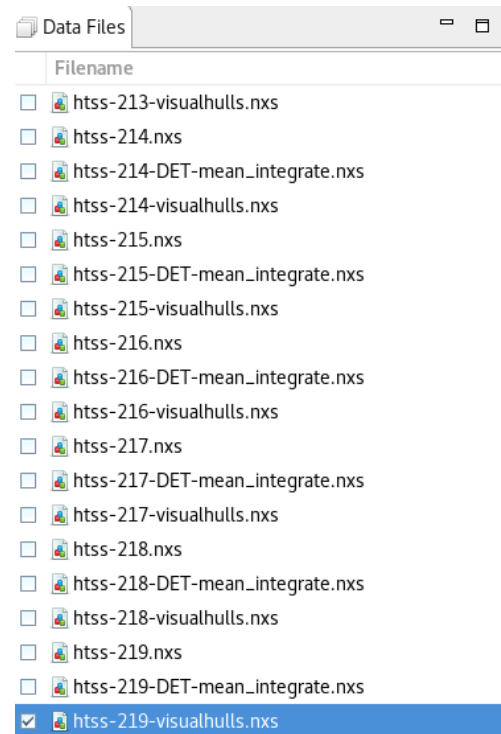 Data Files
Filename
htss-213-visualhulls.nxs
htss-214.nxs
htss-214-DET-mean_integrate.nxs
htss-214-visualhulls.nxs
htss-215.nxs
htss-215-DET-mean_integrate.nxs
htss-215-visualhulls.nxs
htss-216.nxs
htss-216-DET-mean_integrate.nxs
htss-216-visualhulls.nxs
htss-217.nxs
htss-217-DET-mean_integrate.nxs
htss-217-visualhulls.nxs
htss-218.nxs
htss-218-DET-mean_integrate.nxs
htss-218-visualhulls.nxs
htss-219.nxs
htss-219-DET-mean_integrate.nxs
htss-219-visualhulls.nxs